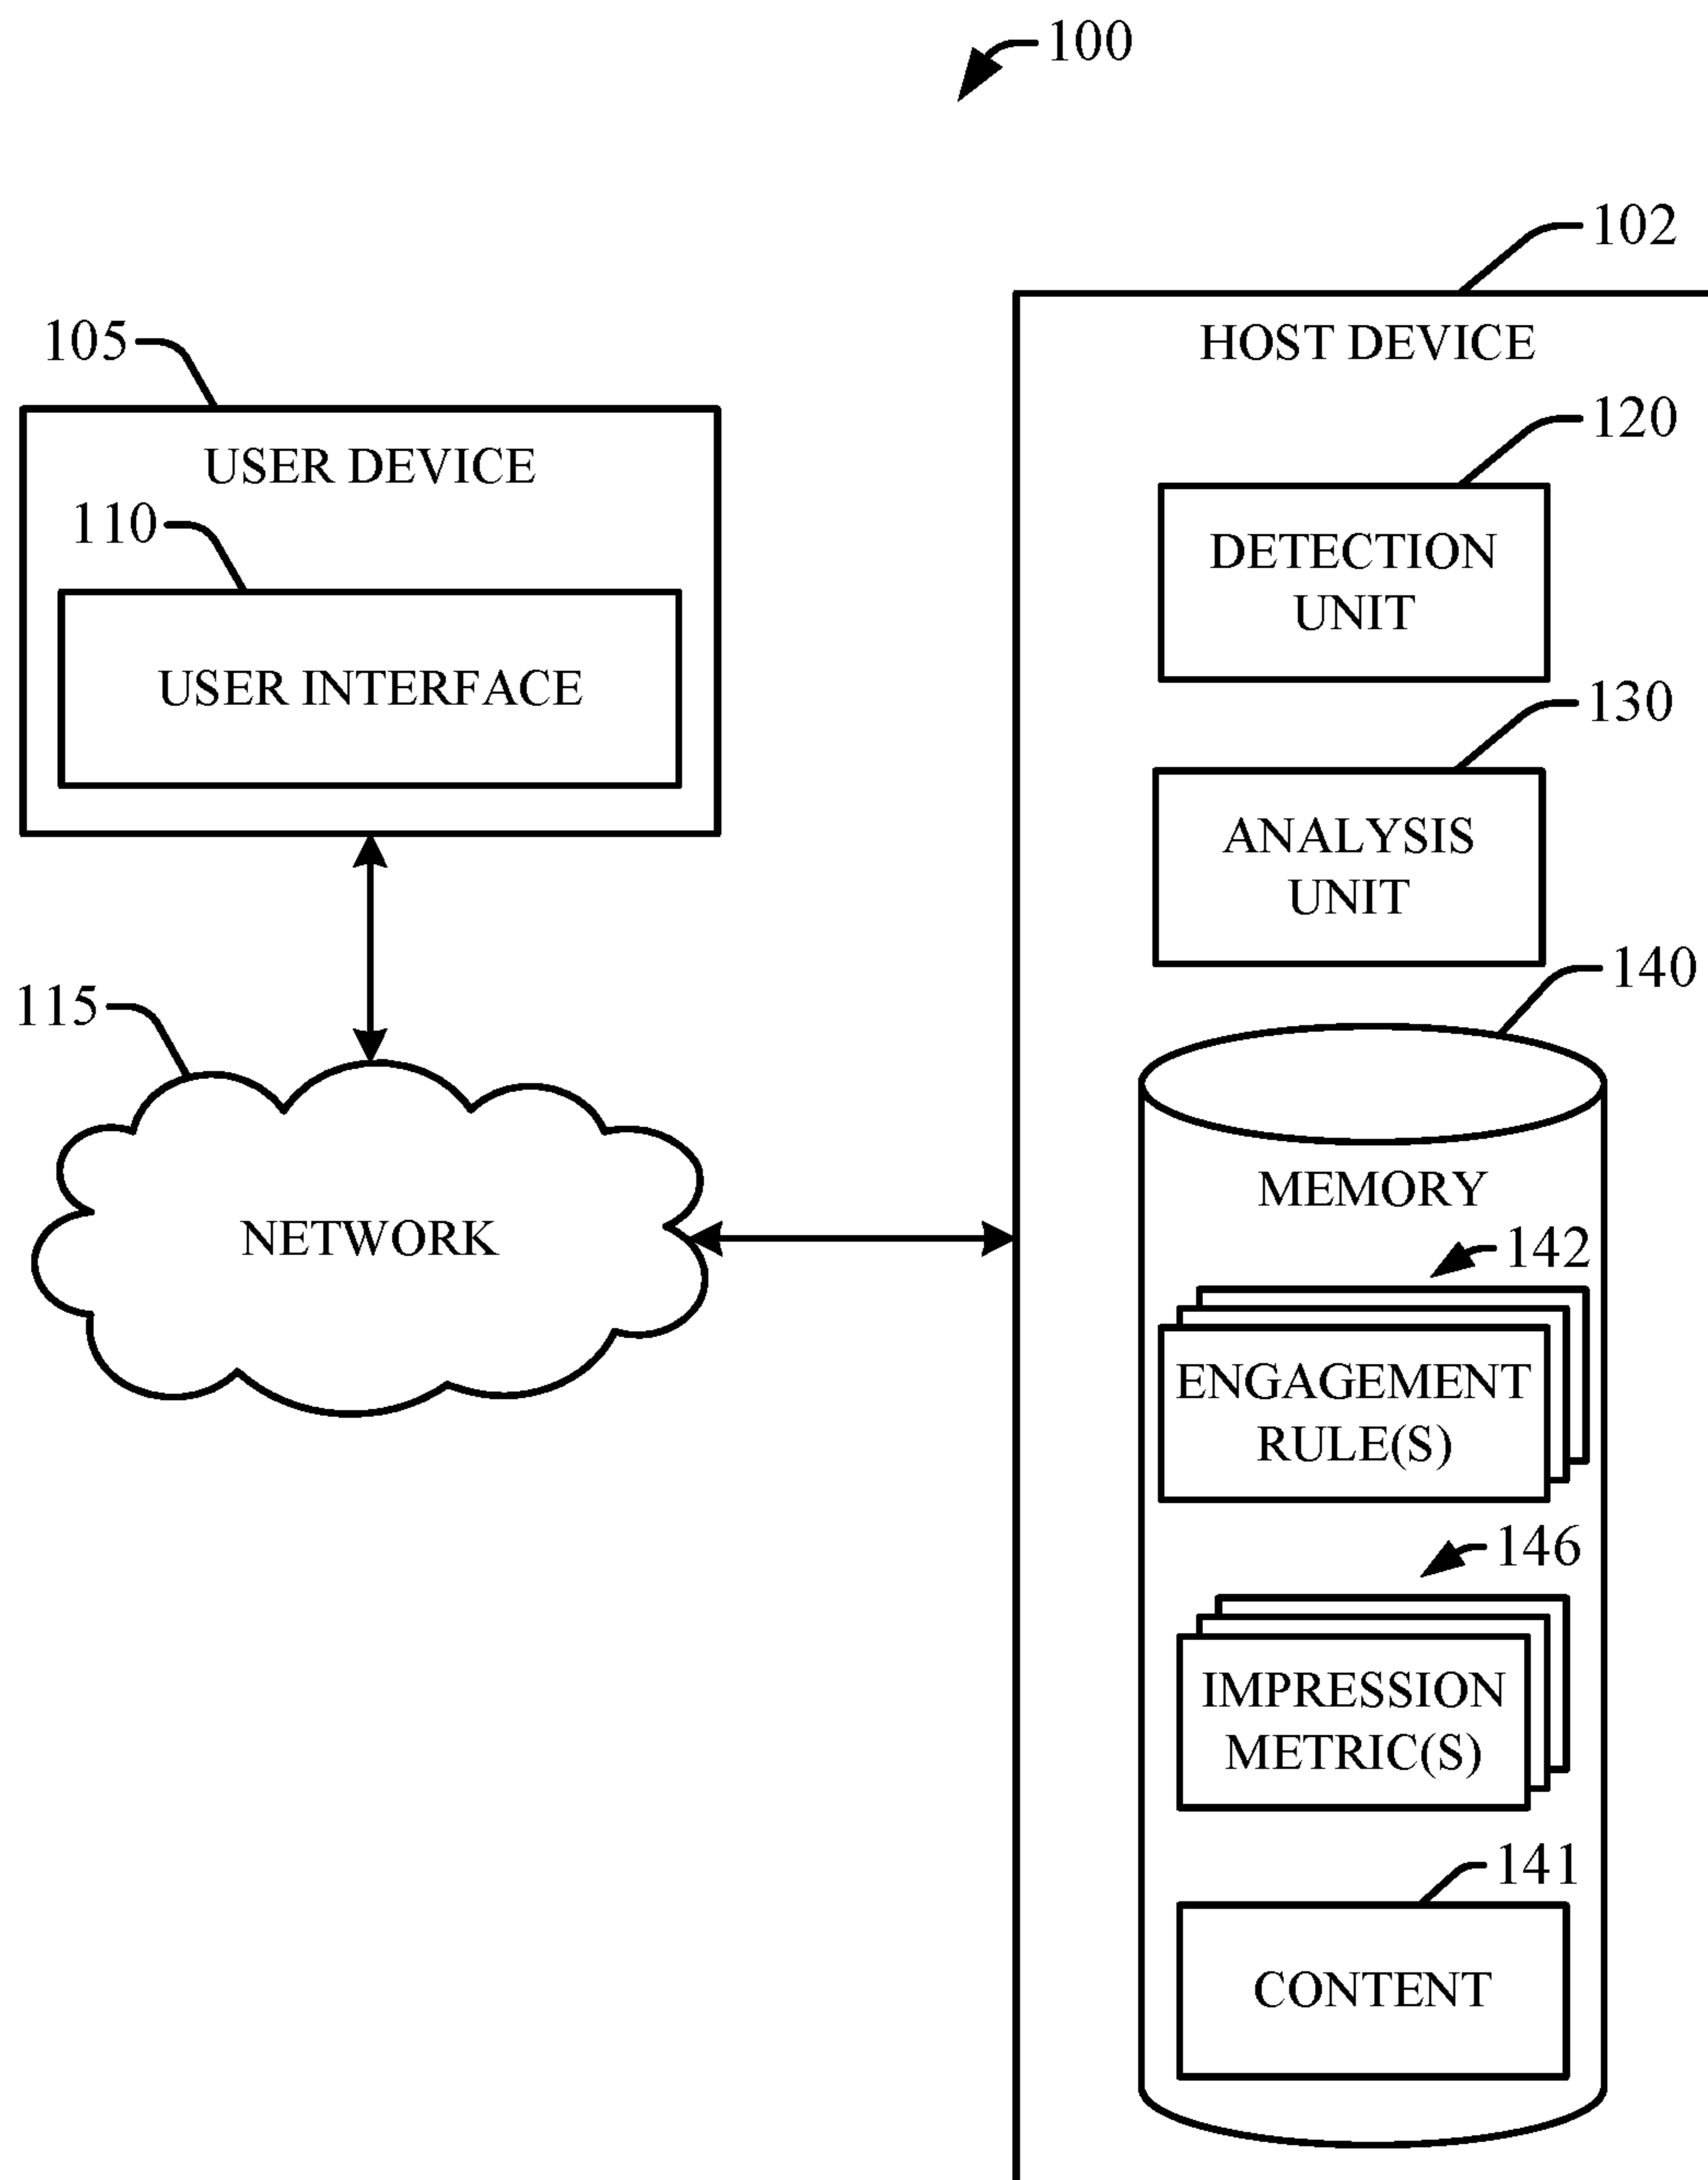 100
102
HOST DEVICE
105
USER DEVICE
110
USER INTERFACE
120
DETECTION
UNIT
130
ANALYSIS
UNIT
115
NETWORK
140
MEMORY
142
ENGAGEMENT
RULE(S)
146
IMPRESSION
METRIC(S)
141
CONTENT